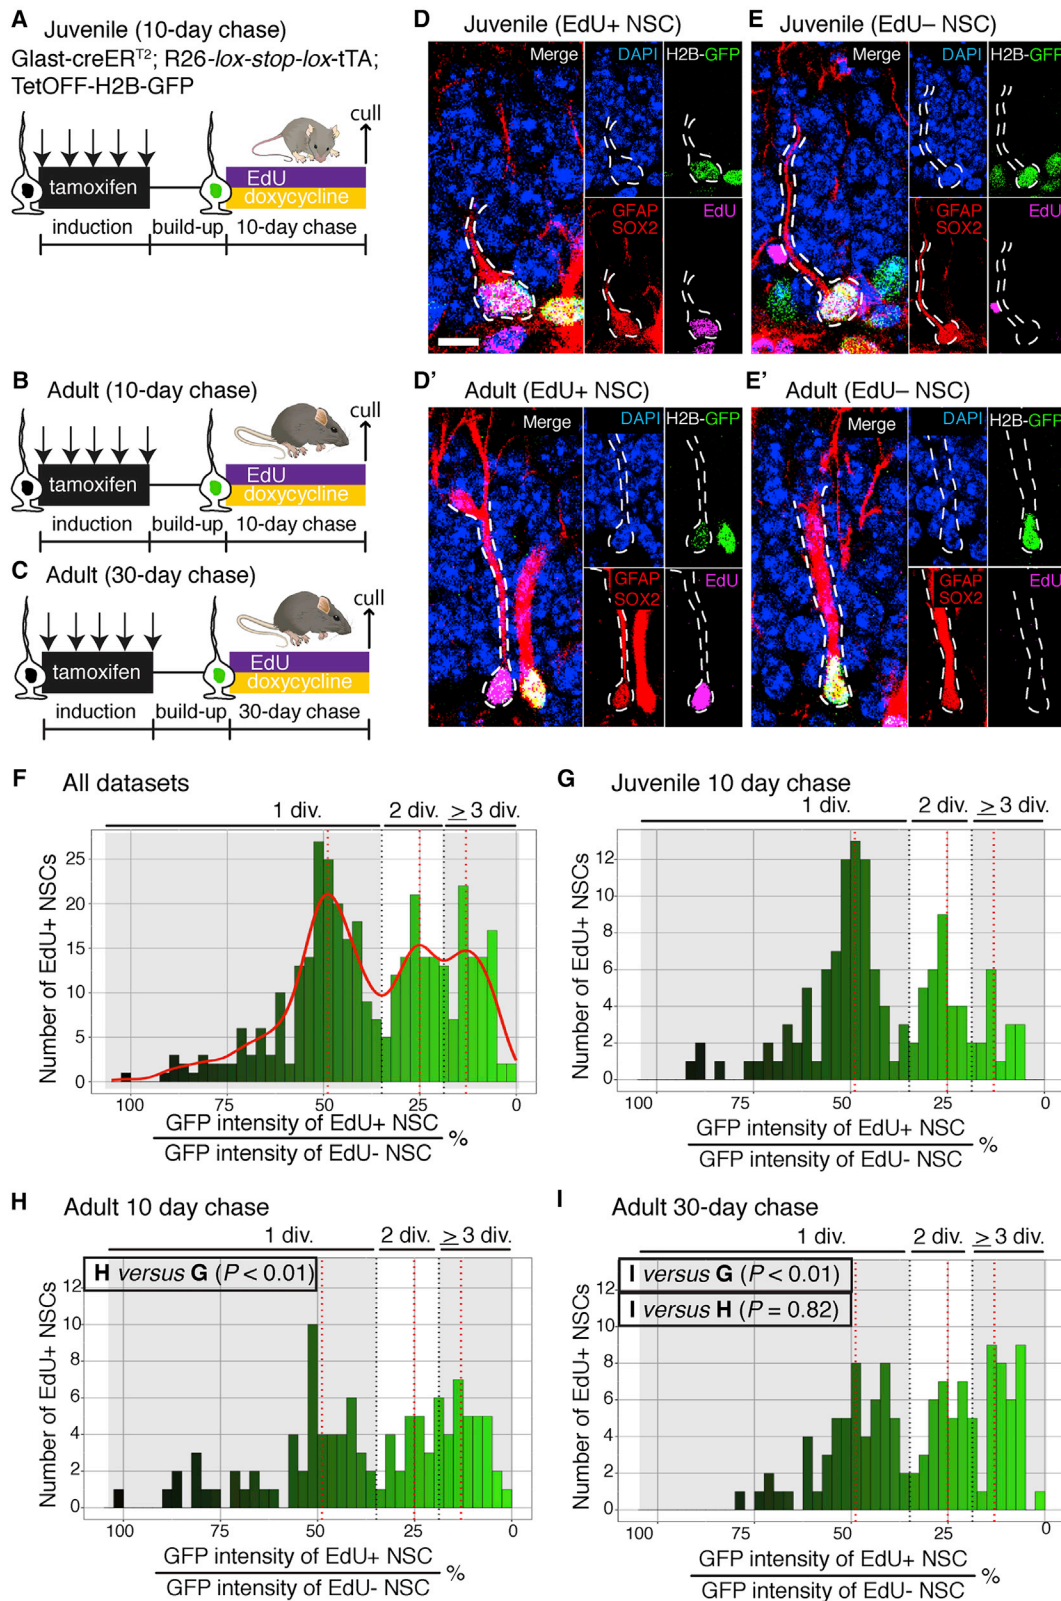 A
Juvenile (10-day chase)
Glast-creERT2; R26-lox-stop-lox-tTA;
TetOFF-H2B-GFP
cull
tamoxifen
EdU
doxycycline
induction build-up 10-day chase
B
Adult (10-day chase)
cull
tamoxifen
EdU
doxycycline
induction build-up 10-day chase
C
Adult (30-day chase)
cull
tamoxifen
EdU
doxycycline
induction build-up 30-day chase
D
Juvenile (EdU+ NSC)
Merge
DAPI
H2B-GFP
GFAP
SOX2
EdU
E
Juvenile (EdU– NSC)
Merge
DAPI
H2B-GFP
GFAP
SOX2
EdU
D'
Adult (EdU+ NSC)
Merge
DAPI
H2B-GFP
GFAP
SOX2
EdU
E'
Adult (EdU– NSC)
Merge
DAPI
H2B-GFP
GFAP
SOX2
EdU
F
All datasets
1 div. 2 div. ≥ 3 div.
Number of EdU+ NSCs
25
20
15
10
5
0
100 50 0
GFP intensity of EdU+ NSC
GFP intensity of EdU- NSC
%
G
Juvenile 10 day chase
1 div. 2 div. ≥ 3 div.
Number of EdU+ NSCs
12
10
8
6
4
2
0
100 75 50 25 0
GFP intensity of EdU+ NSC
GFP intensity of EdU- NSC
%
H
Adult 10 day chase
1 div. 2 div. ≥ 3 div.
H versus G (P < 0.01)
Number of EdU+ NSCs
12
10
8
6
4
2
0
100 75 50 25 0
GFP intensity of EdU+ NSC
GFP intensity of EdU- NSC
%
I
Adult 30-day chase
1 div. 2 div. ≥ 3 div.
I versus G (P < 0.01)
I versus H (P = 0.82)
Number of EdU+ NSCs
12
10
8
6
4
2
0
100 75 50 25 0
GFP intensity of EdU+ NSC
GFP intensity of EdU- NSC
%